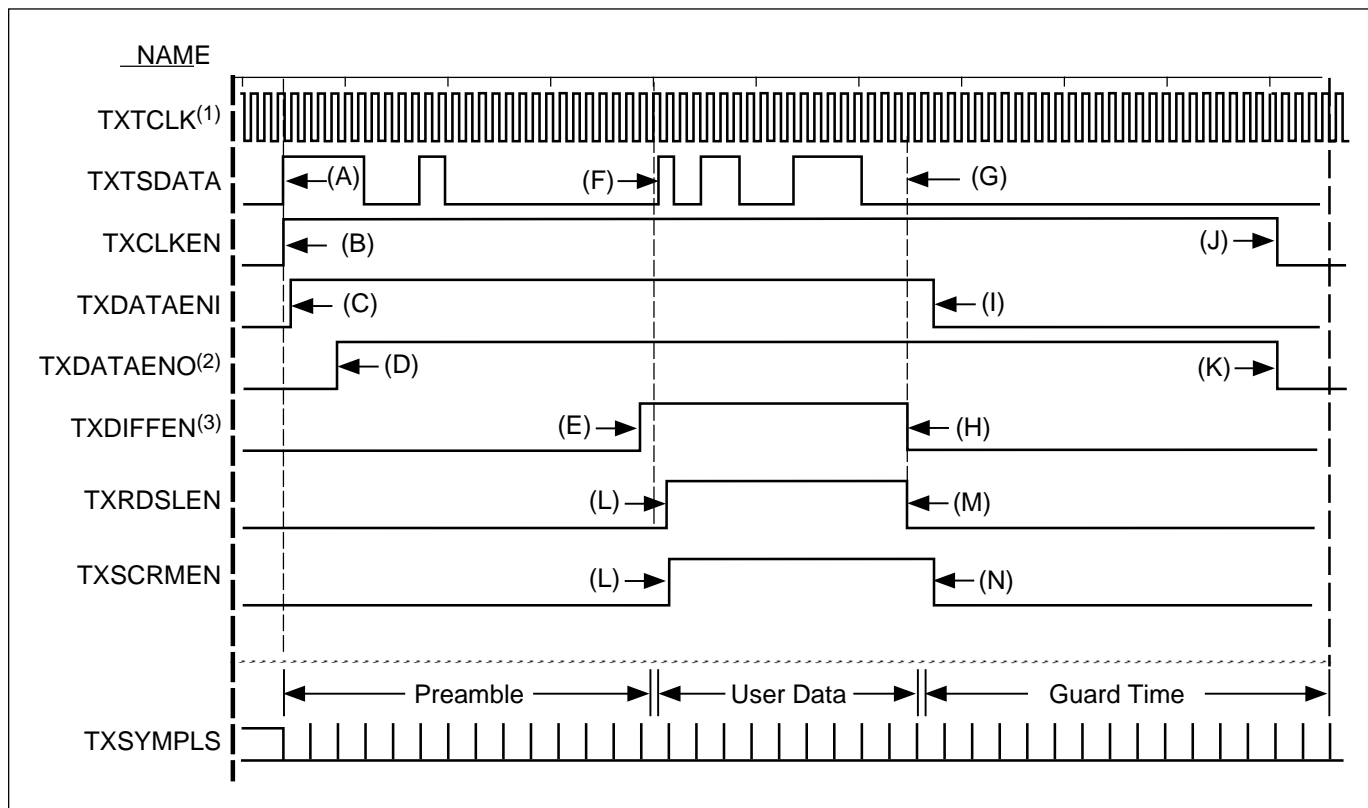 NAME
TXTCLK(1)
TXTSDATA (A) (F) (G)
TXCLKEN (B) (J)
TXDATAENI (C) (I)
TXDATAENO(2) (D) (K)
TXDIFFEN(3) (E) (H)
TXRDSLEN (L) (M)
TXSCRMEN (L) (N)
Preamble User Data Guard Time
TXSYMPLS